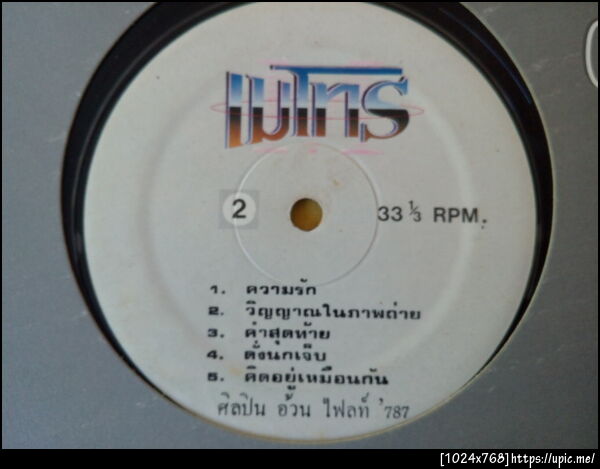 แม่ไทร
2
33 ⅓ RPM.
1. ความรัก
2. วิญญาณในภาพถ่าย
3. คำสุดท้าย
4. ดั่งนกเจ็บ
5. คิดอยู่เหมือนกัน
ศิลปิน อ้วน ไฟลท์ '787
[1024x768]https://upic.me/